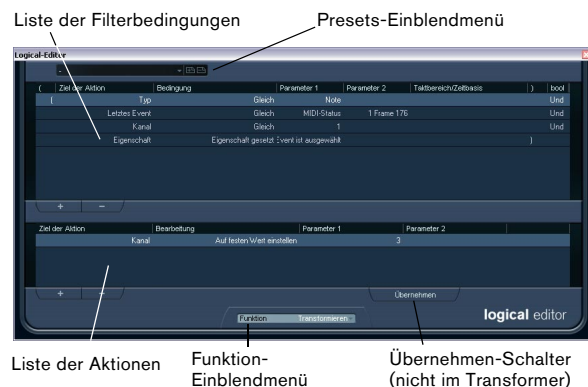 Liste der Filterbedingungen
Presets-Einblendmenü
Logical-Editor
( Ziel der Aktion Bedingung Parameter 1 Parameter 2 Taktbereich/Zeitbasis ) bool
( Typ Gleich Note Und
Letztes Event Gleich MIDI-Status 1 Frame 176 Und
Kanal Gleich 1 Und
Eigenschaft Eigenschaft gesetzt Event ist ausgewählt )
+ −
Ziel der Aktion Bearbeitung Parameter 1 Parameter 2
Kanal Auf festen Wert einstellen 3
+ −
Übernehmen
Funktion Transformieren
logical editor
Liste der Aktionen
Funktion-
Einblendmenü
Übernehmen-Schalter
(nicht im Transformer)